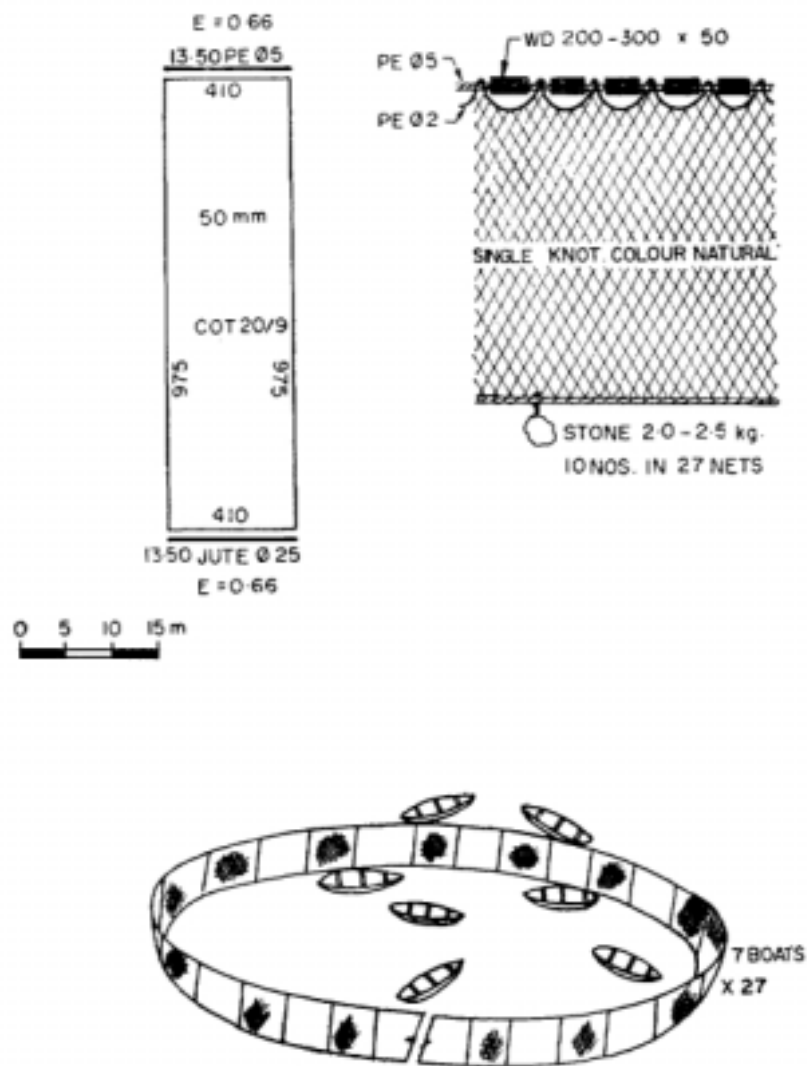 E = 0.66
13.50 PE Ø5
410
50 mm
COT 20/9
975
975
410
13.50 JUTE Ø 25
E = 0.66
0 5 10 15 m
WD 200-300 x 50
PE Ø5
PE Ø2
SINGLE KNOT. COLOUR NATURAL
STONE 2.0-2.5 kg.
10 NOS. IN 27 NETS
7 BOATS
X 27